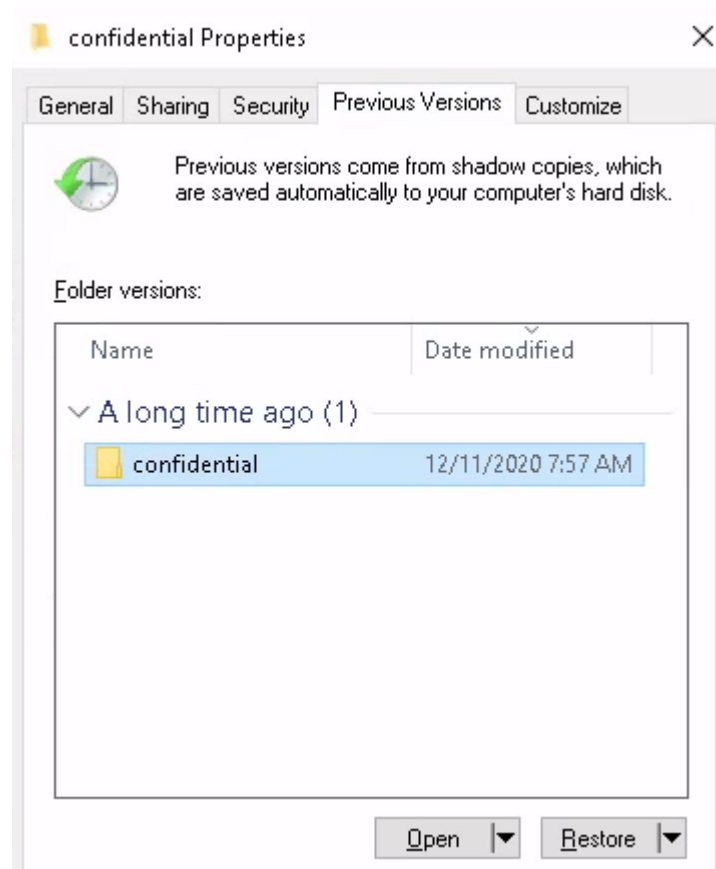 confidential Properties
General Sharing Security Previous Versions Customize
Previous versions come from shadow copies, which
are saved automatically to your computer's hard disk.
Folder versions:
Name Date modified
A long time ago (1)
confidential 12/11/2020 7:57 AM
Open Restore